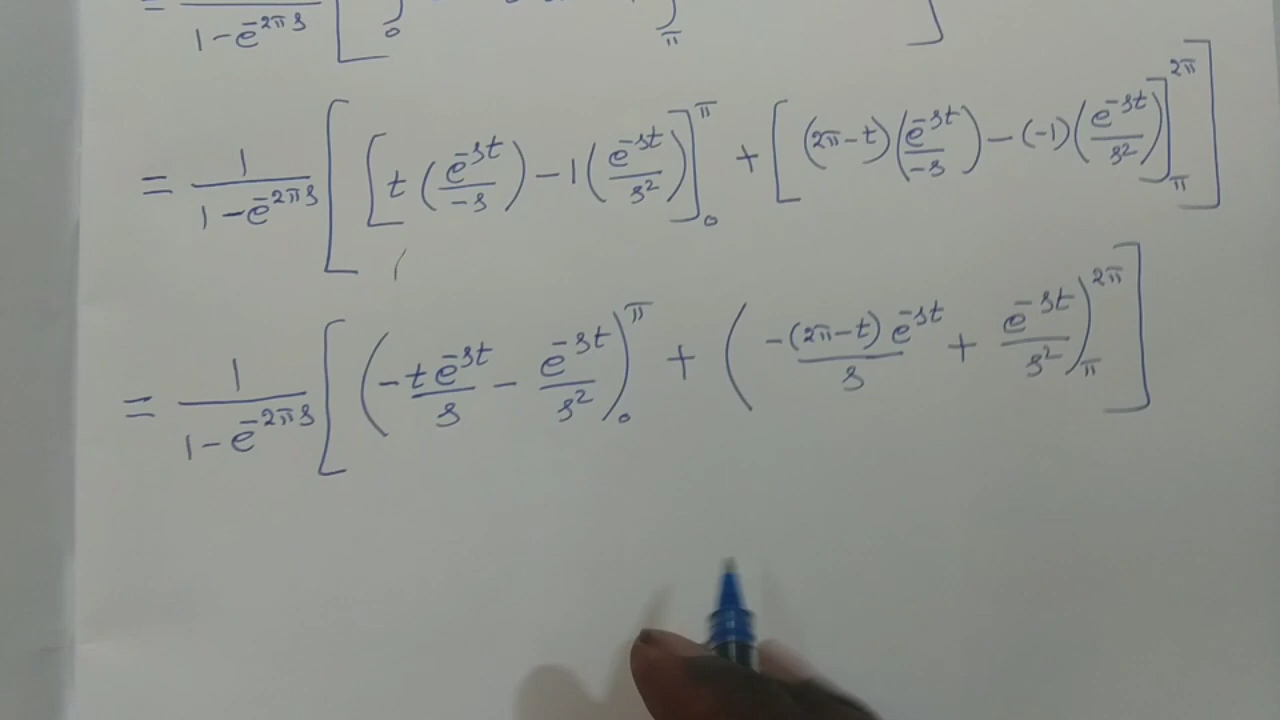 = 1/(1-e^{-2πs}) [ ∫_0 ∫_π ]
= 1/(1-e^{-2πs}) [ [ t (e^{-st}/-s) - 1 (e^{-st}/s^2) ]_0^π + [ (2π-t) (e^{-st}/-s) - (-1) (e^{-st}/s^2) ]_π^{2π} ]
= 1/(1-e^{-2πs}) [ ( -t e^{-st}/s - e^{-st}/s^2 )_0^π + ( -(2π-t) e^{-st}/s + e^{-st}/s^2 )_π^{2π} ]